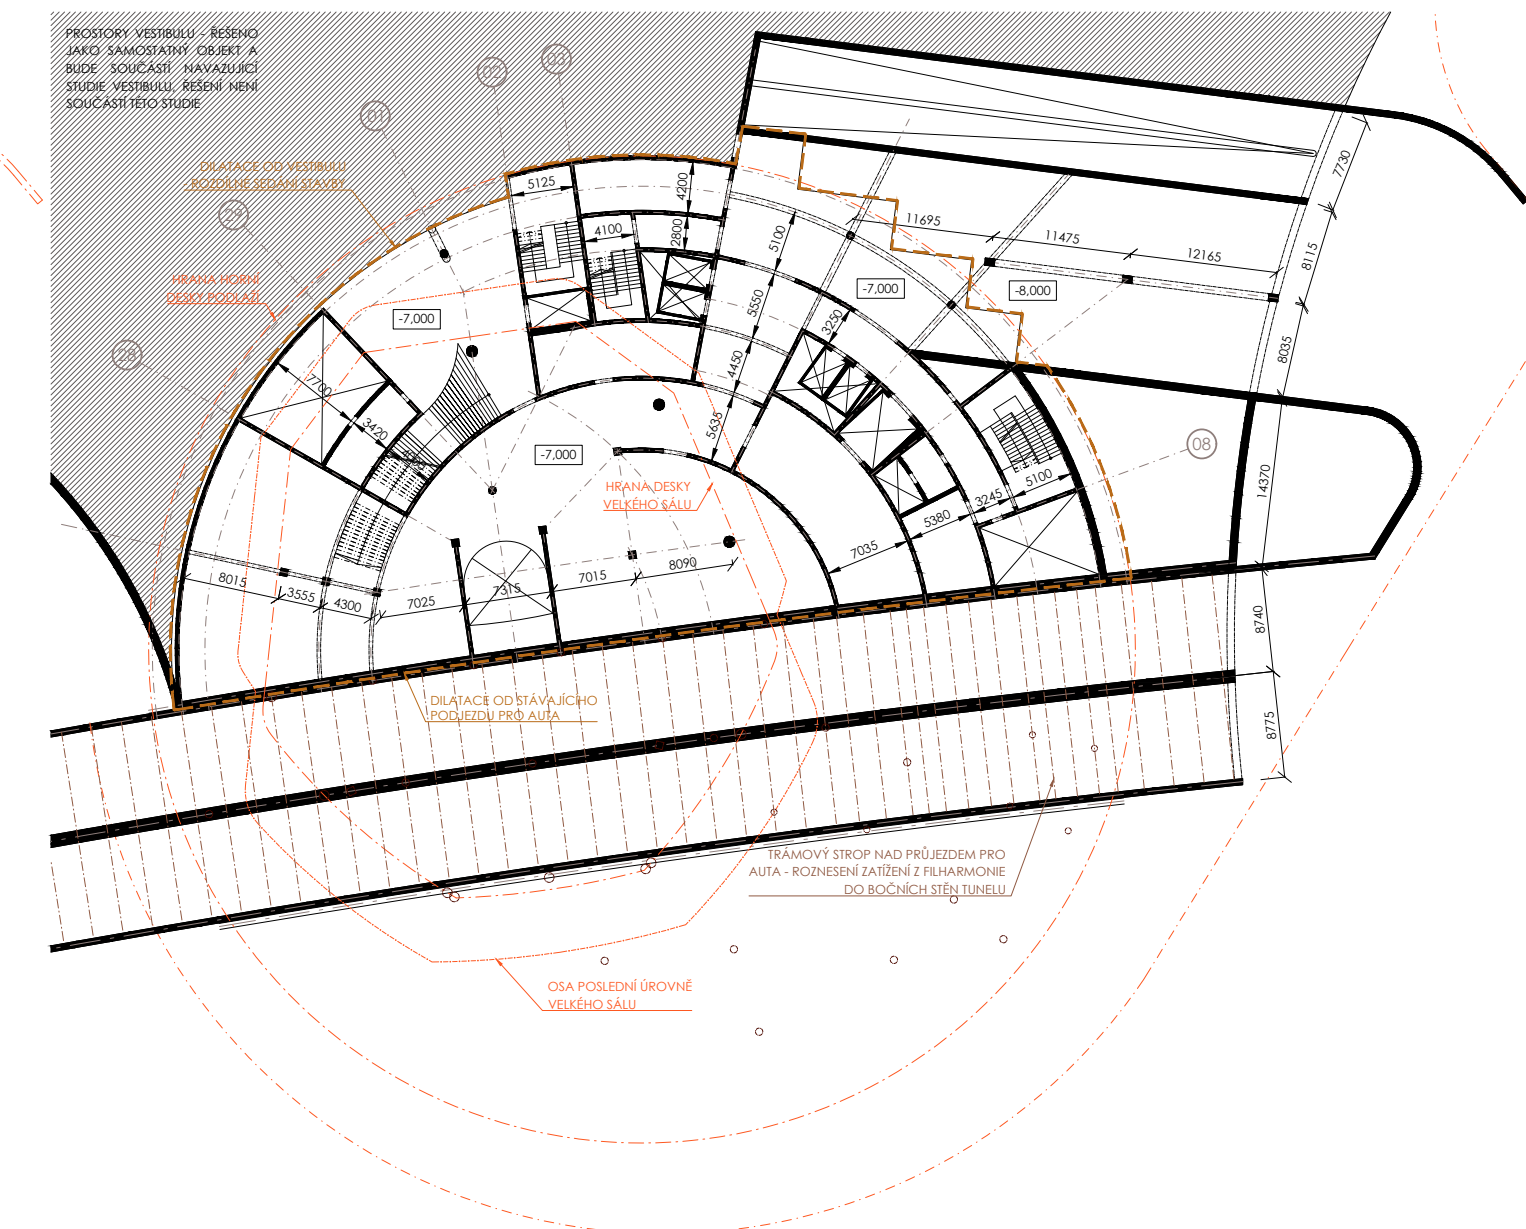 PROSTORY VESTIBULU - ŘEŠENO
JAKO SAMOSTATNÝ OBJEKT A
BUDE SOUČÁSTÍ NAVAZUJÍCÍ
STUDIE VESTIBULU, ŘEŠENÍ NENÍ
SOUČÁSTÍ TÉTO STUDIE
03
02
01
29
28
08
DILATACE OD VESTIBULU
ROZDÍLNÉ SEDÁNÍ STAVBY
HRANA HORNÍ
DESKY PODLAŽÍ
5125
4200
4100
2800
5100
5550
4450
5635
3250
11695
11475
12165
7730
8115
8035
14370
8740
8775
-7,000
-7,000
-8,000
-7,000
7700
3420
HRANA DESKY
VELKÉHO SÁLU
5100
3245
5380
7035
8015
3555
4300
7025
7315
7015
8090
DILATACE OD STÁVAJÍCÍHO
PODJEZDU PRO AUTA
TRÁMOVÝ STROP NAD PRŮJEZDEM PRO
AUTA - ROZNESENÍ ZATÍŽENÍ Z FILHARMONIE
DO BOČNÍCH STĚN TUNELU
OSA POSLEDNÍ ÚROVNĚ
VELKÉHO SÁLU